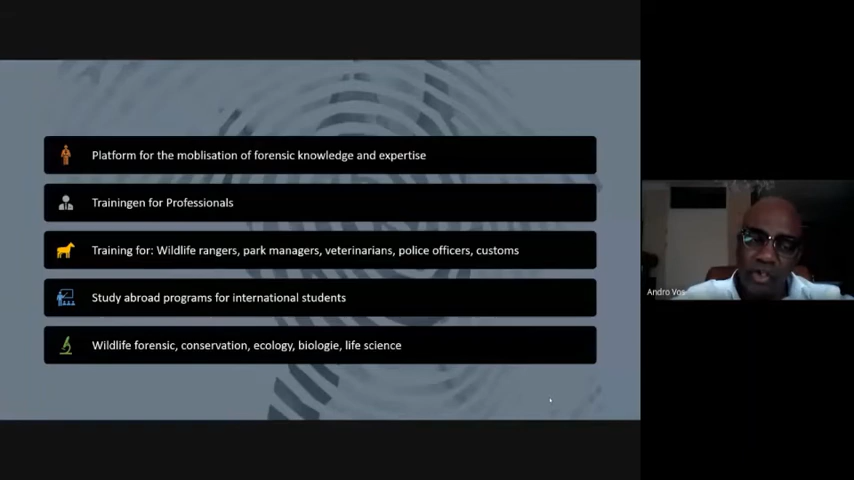 Platform for the moblisation of forensic knowledge and expertise
Trainingen for Professionals
Training for: Wildlife rangers, park managers, veterinarians, police officers, customs
Study abroad programs for international students
Wildlife forensic, conservation, ecology, biologie, life science
Andro Vos